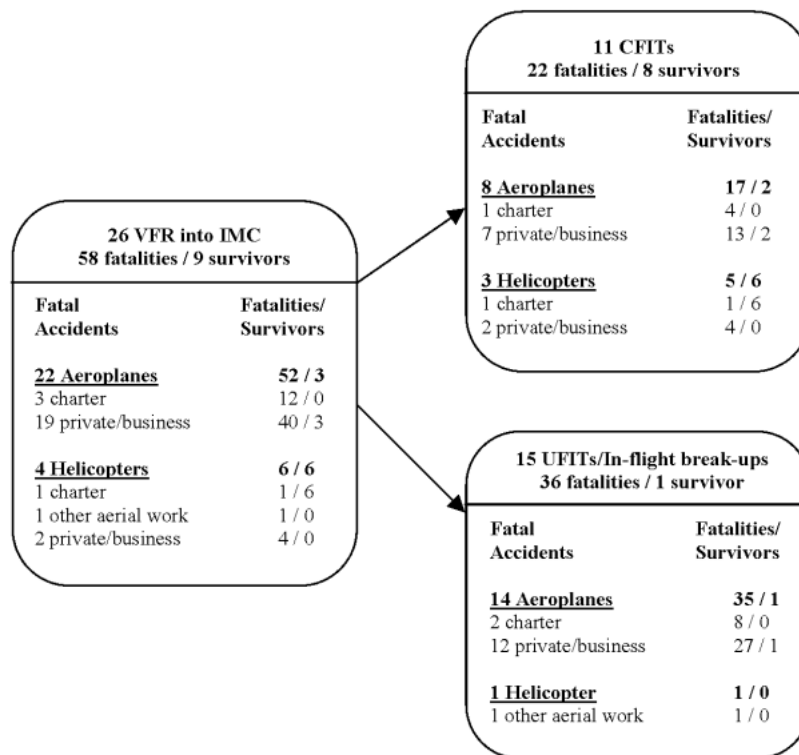 26 VFR into IMC
58 fatalities / 9 survivors
Fatal Fatalities/
Accidents Survivors
22 Aeroplanes 52 / 3
3 charter 12 / 0
19 private/business 40 / 3
4 Helicopters 6 / 6
1 charter 1 / 6
1 other aerial work 1 / 0
2 private/business 4 / 0
11 CFITs
22 fatalities / 8 survivors
Fatal Fatalities/
Accidents Survivors
8 Aeroplanes 17 / 2
1 charter 4 / 0
7 private/business 13 / 2
3 Helicopters 5 / 6
1 charter 1 / 6
2 private/business 4 / 0
15 UFITs/In-flight break-ups
36 fatalities / 1 survivor
Fatal Fatalities/
Accidents Survivors
14 Aeroplanes 35 / 1
2 charter 8 / 0
12 private/business 27 / 1
1 Helicopter 1 / 0
1 other aerial work 1 / 0